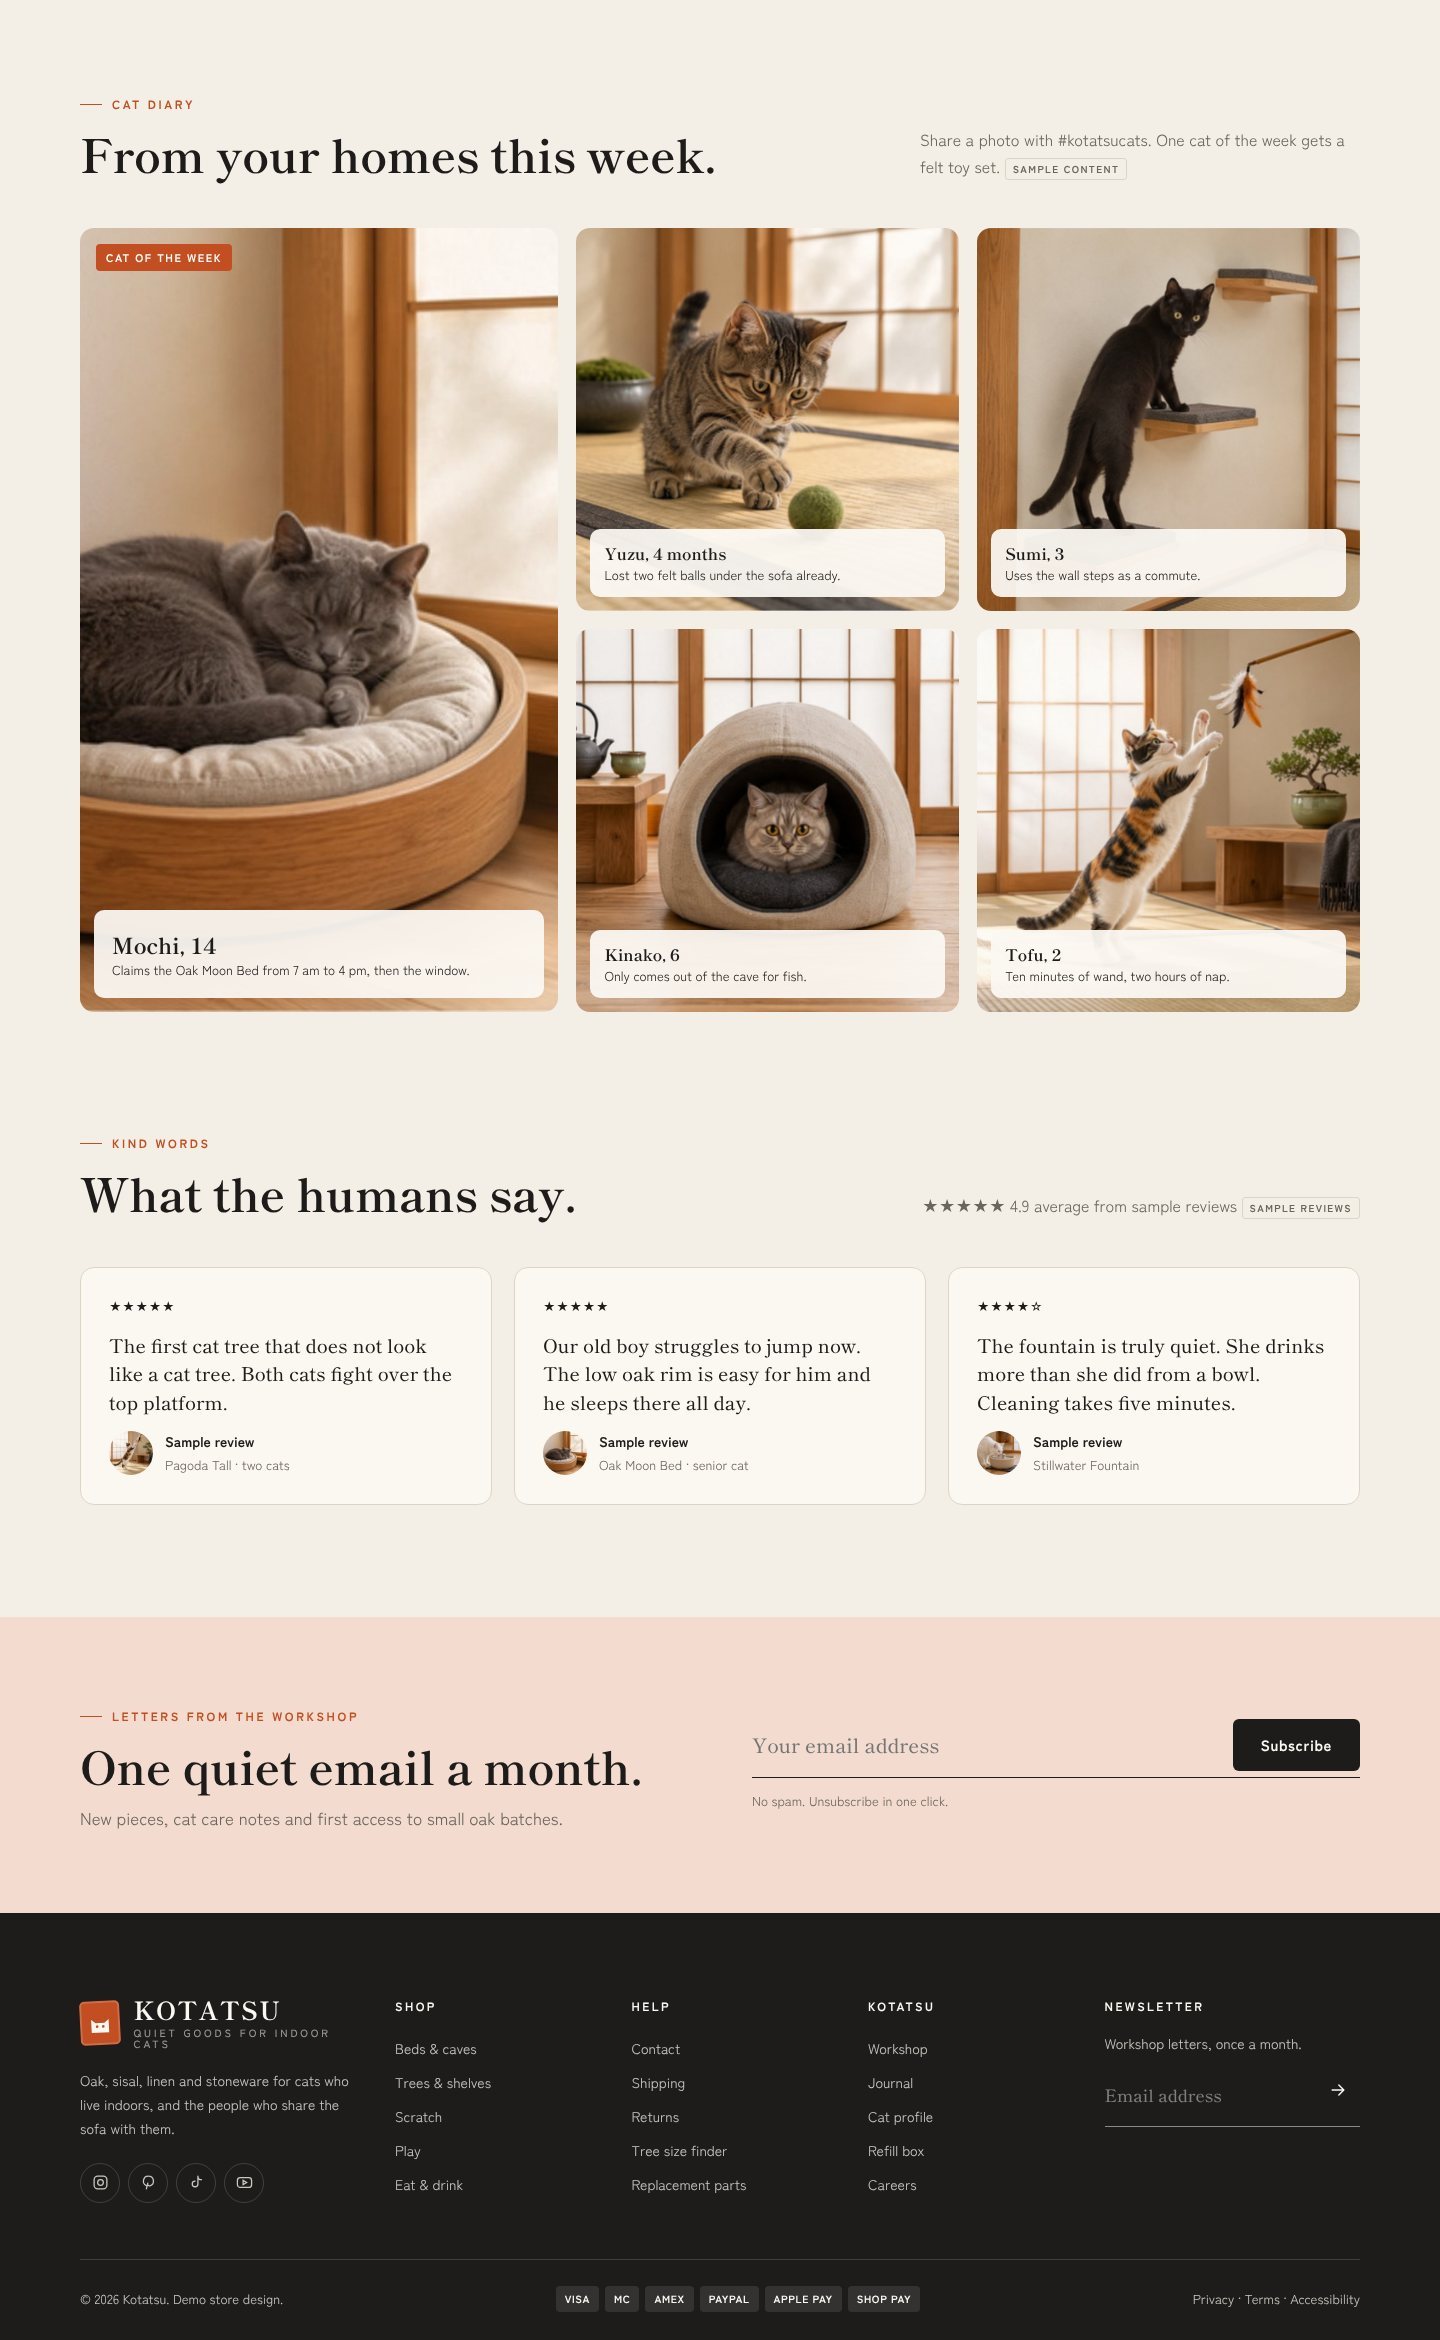 CAT DIARY
From your homes this week.
Share a photo with #kotatsucats. One cat of the week gets a
felt toy set. SAMPLE CONTENT
CAT OF THE WEEK
Mochi, 14
Claims the Oak Moon Bed from 7 am to 4 pm, then the window.
Yuzu, 4 months
Lost two felt balls under the sofa already.
Sumi, 3
Uses the wall steps as a commute.
Kinako, 6
Only comes out of the cave for fish.
Tofu, 2
Ten minutes of wand, two hours of nap.
KIND WORDS
What the humans say.
★★★★★ 4.9 average from sample reviews SAMPLE REVIEWS
★★★★★
The first cat tree that does not look
like a cat tree. Both cats fight over the
top platform.
Sample review
Pagoda Tall · two cats
★★★★★
Our old boy struggles to jump now.
The low oak rim is easy for him and
he sleeps there all day.
Sample review
Oak Moon Bed · senior cat
★★★★☆
The fountain is truly quiet. She drinks
more than she did from a bowl.
Cleaning takes five minutes.
Sample review
Stillwater Fountain
LETTERS FROM THE WORKSHOP
One quiet email a month.
New pieces, cat care notes and first access to small oak batches.
Your email address
Subscribe
No spam. Unsubscribe in one click.
KOTATSU
QUIET GOODS FOR INDOOR
CATS
Oak, sisal, linen and stoneware for cats who
live indoors, and the people who share the
sofa with them.
SHOP
Beds & caves
Trees & shelves
Scratch
Play
Eat & drink
HELP
Contact
Shipping
Returns
Tree size finder
Replacement parts
KOTATSU
Workshop
Journal
Cat profile
Refill box
Careers
NEWSLETTER
Workshop letters, once a month.
Email address
© 2026 Kotatsu. Demo store design.
VISA
MC
AMEX
PAYPAL
APPLE PAY
SHOP PAY
Privacy · Terms · Accessibility